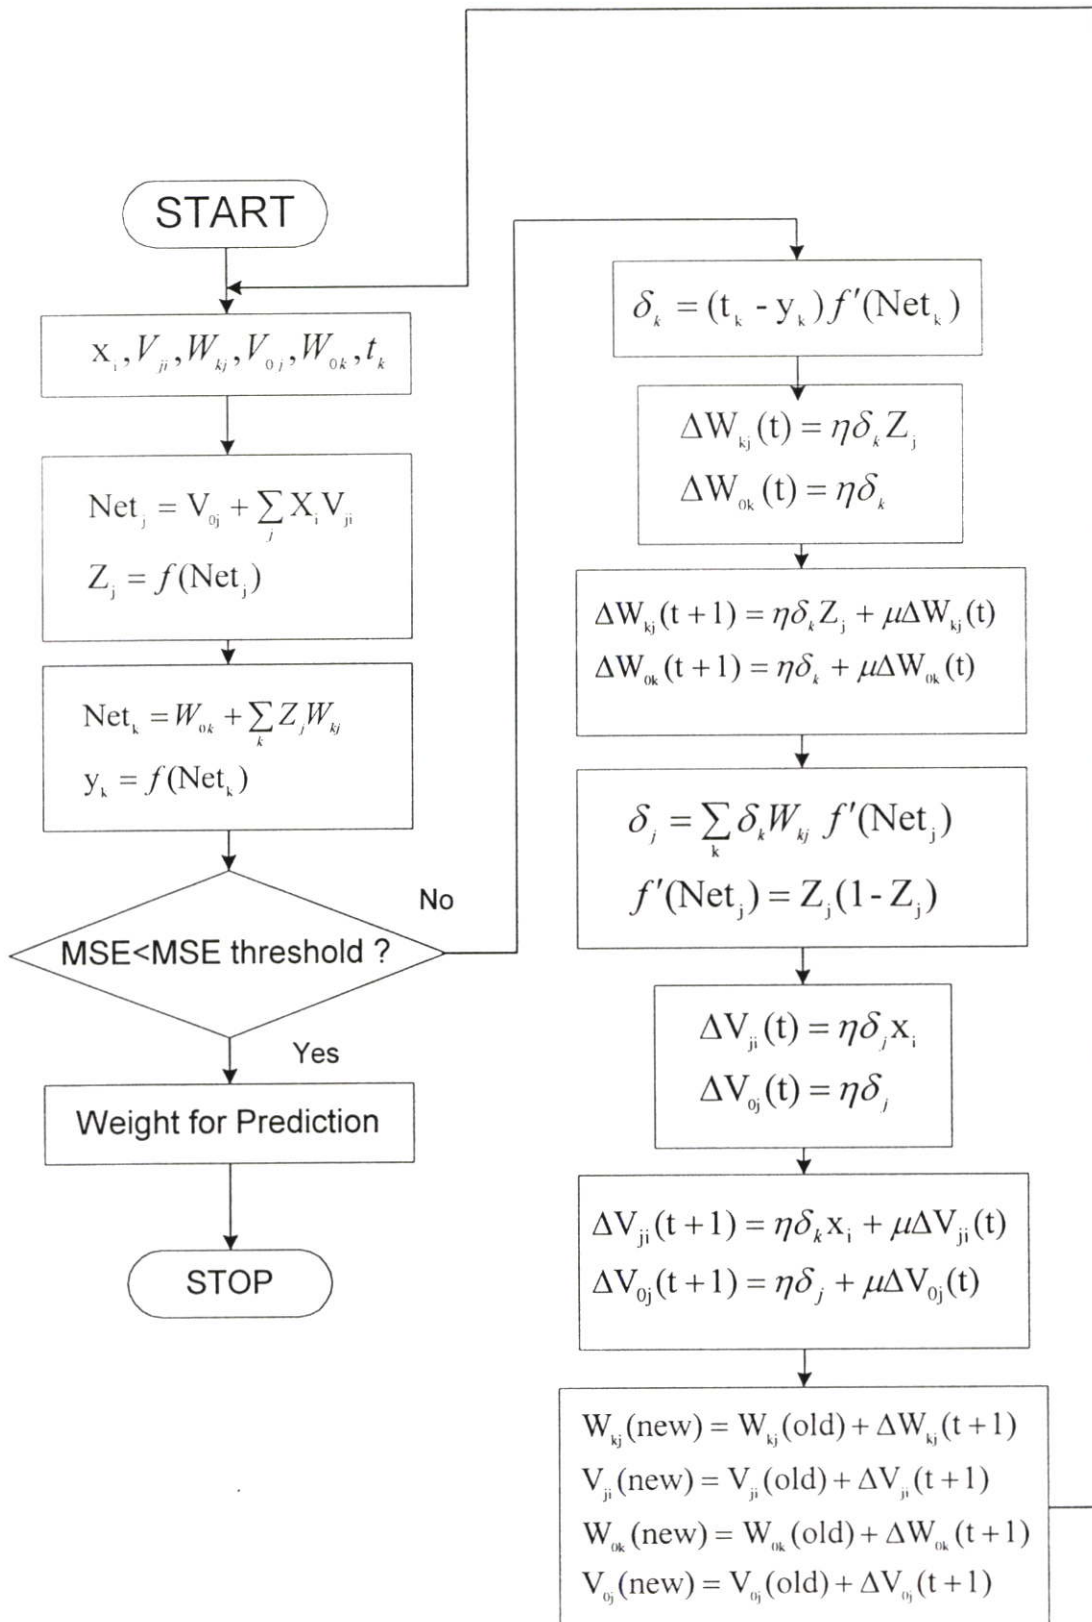 START
x_i, V_ji, W_kj, V_0j, W_0k, t_k
Net_j = V_0j + ∑_j X_i V_ji
Z_j = f(Net_j)
Net_k = W_0k + ∑_k Z_j W_kj
y_k = f(Net_k)
MSE<MSE threshold ?
No
Yes
Weight for Prediction
STOP
δ_k = (t_k - y_k) f′(Net_k)
ΔW_kj(t) = ηδ_k Z_j
ΔW_0k(t) = ηδ_k
ΔW_kj(t + 1) = ηδ_k Z_j + μΔW_kj(t)
ΔW_0k(t + 1) = ηδ_k + μΔW_0k(t)
δ_j = ∑_k δ_k W_kj f′(Net_j)
f′(Net_j) = Z_j(1 - Z_j)
ΔV_ji(t) = ηδ_j x_i
ΔV_0j(t) = ηδ_j
ΔV_ji(t + 1) = ηδ_k x_i + μΔV_ji(t)
ΔV_0j(t + 1) = ηδ_j + μΔV_0j(t)
W_kj(new) = W_kj(old) + ΔW_kj(t + 1)
V_ji(new) = V_ji(old) + ΔV_ji(t + 1)
W_0k(new) = W_0k(old) + ΔW_0k(t + 1)
V_0j(new) = V_0j(old) + ΔV_0j(t + 1)